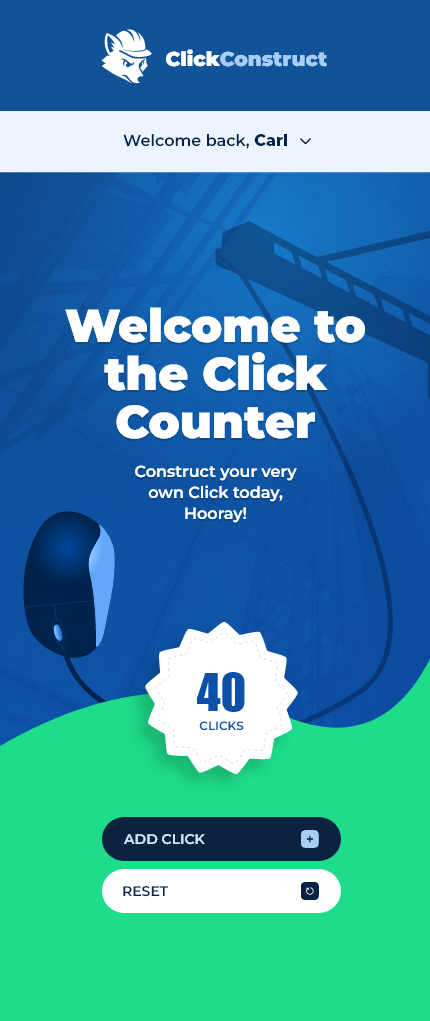 ClickConstruct
Welcome back, Carl
Welcome to
the Click
Counter
Construct your very
own Click today,
Hooray!
40
CLICKS
ADD CLICK
RESET